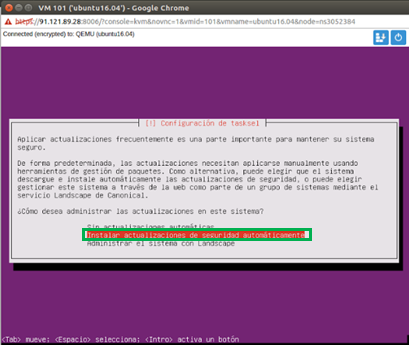 VM 101 ('ubuntu16.04') - Google Chrome
https://91.121.89.28:8006/?console=kvm&novnc=1&vmid=101&vmname=ubuntu16.04&node=ns3052384
Connected (encrypted) to: QEMU (ubuntu16.04)
[!] Configuración de tasksel
Aplicar actualizaciones frecuentemente es una parte importante para mantener su sistema
seguro.
De forma predeterminada, las actualizaciones necesitan aplicarse manualmente usando
herramientas de gestión de paquetes. Como alternativa, puede elegir que el sistema
descargue e instale automáticamente las actualizaciones de seguridad, o puede elegir
gestionar este sistema a través de la web como parte de un grupo de sistemas mediante el
servicio Landscape de Canonical.
¿Cómo desea administrar las actualizaciones en este sistema?
Sin actualizaciones automáticas
Instalar actualizaciones de seguridad automáticamente
Administrar el sistema con Landscape
<Tab> mueve; <Espacio> selecciona; <Intro> activa un botón